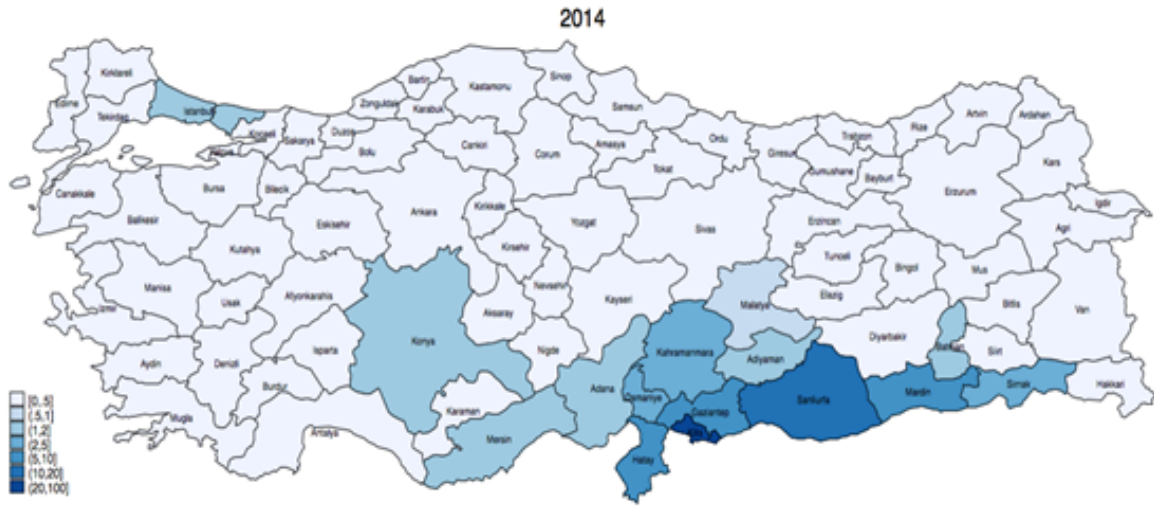 2014
Kirklareli
Edirne
Tekirdag
Istanbul
Kocaeli
Sakarya
Duzce
Zonguldak
Bartin
Karabuk
Kastamonu
Sinop
Samsun
Ordu
Giresun
Trabzon
Rize
Artvin
Ardahan
Kars
Igdir
Agri
Erzurum
Bayburt
Gumushane
Erzincan
Tunceli
Bingol
Mus
Bitlis
Van
Hakkari
Siirt
Sirnak
Mardin
Diyarbakir
Elazig
Malatya
Adiyaman
Sanliurfa
Gaziantep
Hatay
Osmaniye
Kahramanmara
Adana
Mersin
Karaman
Konya
Nigde
Aksaray
Nevsehir
Kayseri
Sivas
Tokat
Amasya
Corum
Cankiri
Kirikkale
Kirsehir
Yozgat
Ankara
Bolu
Eskisehir
Bilecik
Bursa
Canakkale
Balikesir
Kutahya
Manisa
Usak
Afyonkarahis
Izmir
Aydin
Denizli
Isparta
Burdur
Mugla
Antalya
[0,.5]
(.5,1]
(1,2]
(2,5]
(5,10]
(10,20]
(20,100]